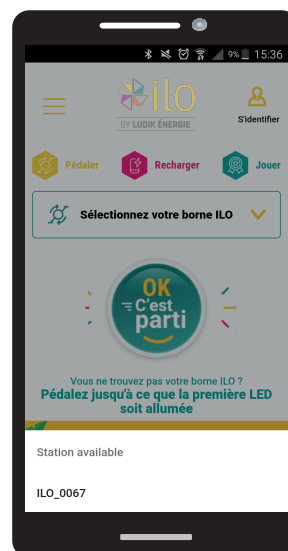 9% 15:36
ilo
BY LUDIK ÉNERGIE
S'identifier
Pédaler Recharger Jouer
Sélectionnez votre borne ILO
OK
C'est
parti
Vous ne trouvez pas votre borne ILO ?
Pédalez jusqu'à ce que la première LED
soit allumée
Station available
ILO_0067